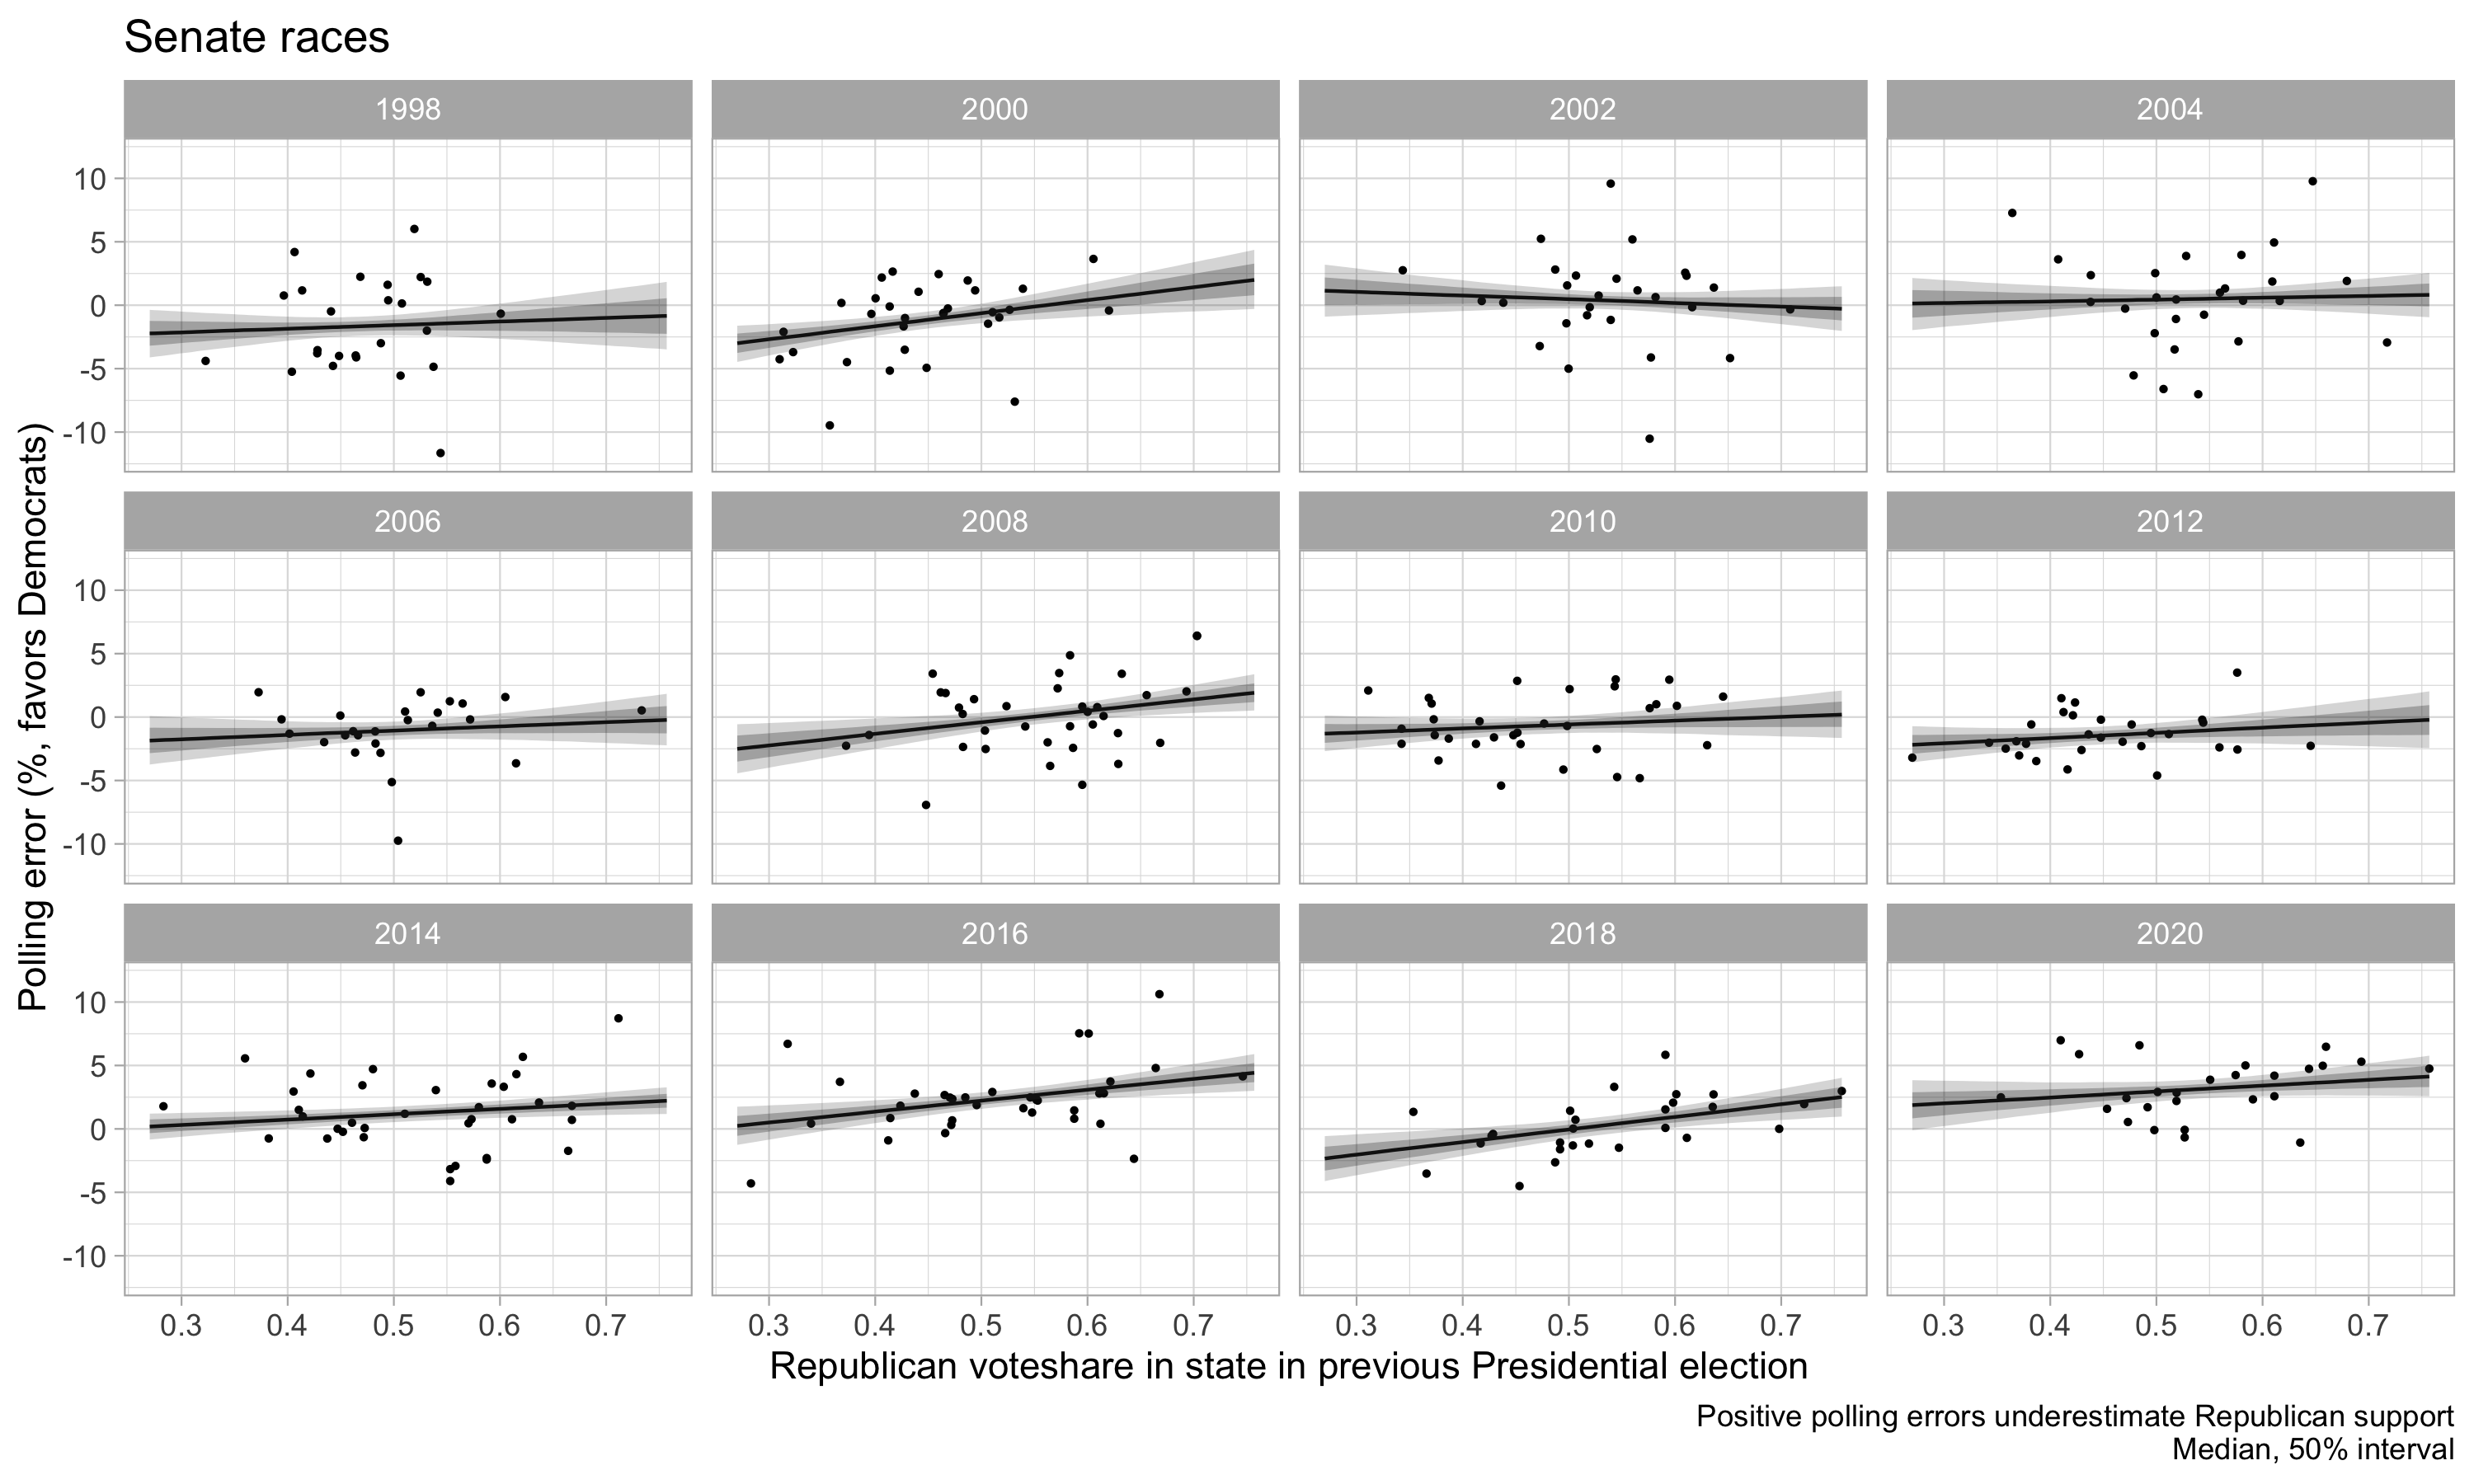 Senate races
1998 2000 2002 2004
10
5
0
-5
-10
2006 2008 2010 2012
10
5
0
-5
-10
2014 2016 2018 2020
10
5
0
-5
-10
Polling error (%, favors Democrats)
0.3 0.4 0.5 0.6 0.7 0.3 0.4 0.5 0.6 0.7 0.3 0.4 0.5 0.6 0.7 0.3 0.4 0.5 0.6 0.7
Republican voteshare in state in previous Presidential election
Positive polling errors underestimate Republican support
Median, 50% interval